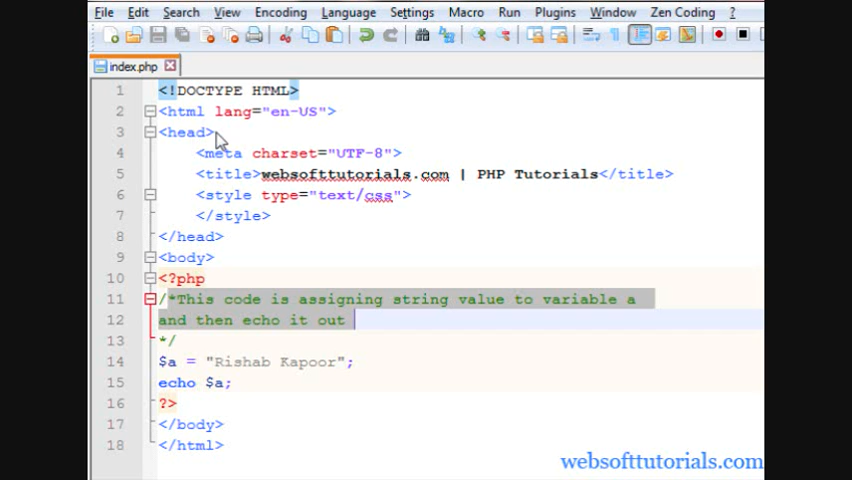 File Edit Search View Encoding Language Settings Macro Run Plugins Window Zen Coding ?
index.php
1 <!DOCTYPE HTML>
2 <html lang="en-US">
3 <head>
4 <meta charset="UTF-8">
5 <title>websofttutorials.com | PHP Tutorials</title>
6 <style type="text/css">
7 </style>
8 </head>
9 <body>
10 <?php
11 /*This code is assigning string value to variable a
12 and then echo it out
13 */
14 $a = "Rishab Kapoor";
15 echo $a;
16 ?>
17 </body>
18 </html>
websofttutorials.com